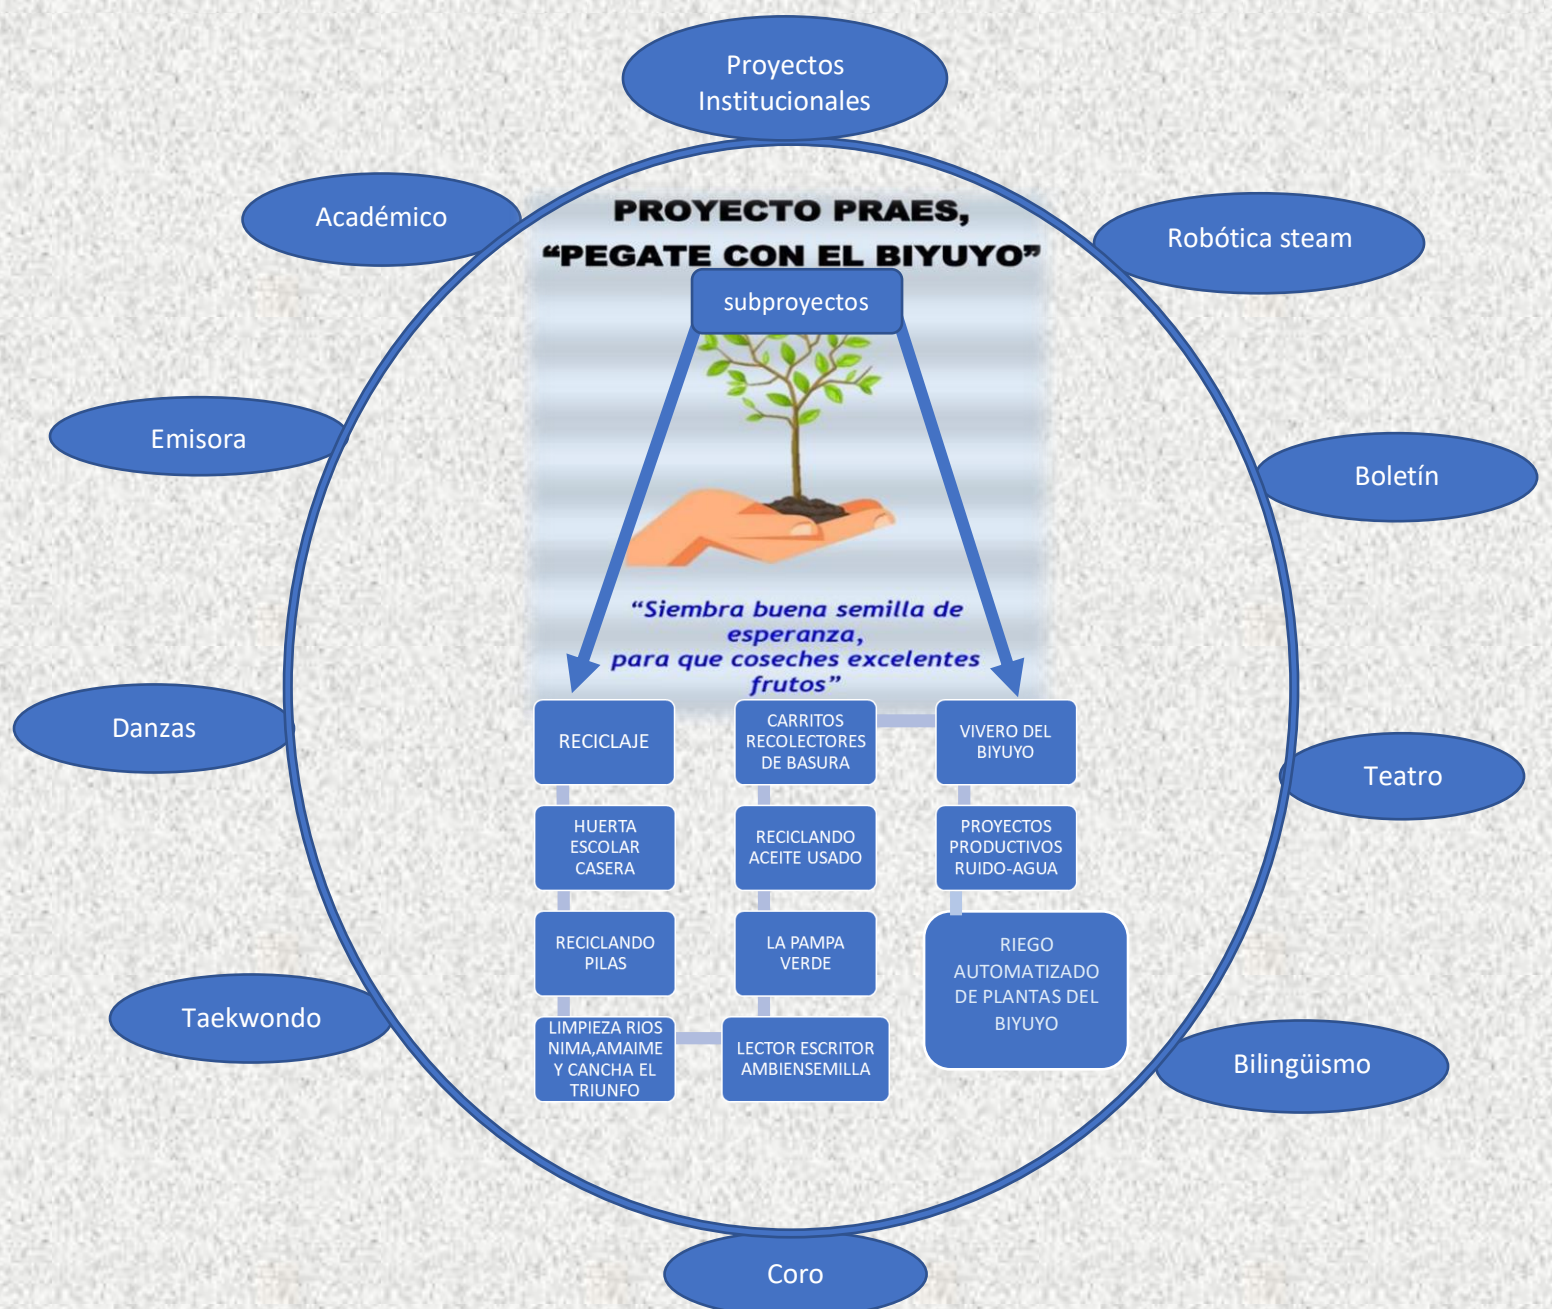 Proyectos
Institucionales
Académico
Robótica steam
PROYECTO PRAES,
“PEGATE CON EL BIYUYO”
subproyectos
Emisora
Boletín
“Siembra buena semilla de
esperanza,
para que coseches excelentes
frutos”
Danzas
Teatro
RECICLAJE
HUERTA
ESCOLAR
CASERA
RECICLANDO
PILAS
LIMPIEZA RIOS
NIMA,AMAIME
Y CANCHA EL
TRIUNFO
LECTOR ESCRITOR
AMBIENSEMILLA
LA PAMPA
VERDE
RECICLANDO
ACEITE USADO
CARRITOS
RECOLECTORES
DE BASURA
VIVERO DEL
BIYUYO
PROYECTOS
PRODUCTIVOS
RUIDO-AGUA
RIEGO
AUTOMATIZADO
DE PLANTAS DEL
BIYUYO
Taekwondo
Bilingüismo
Coro